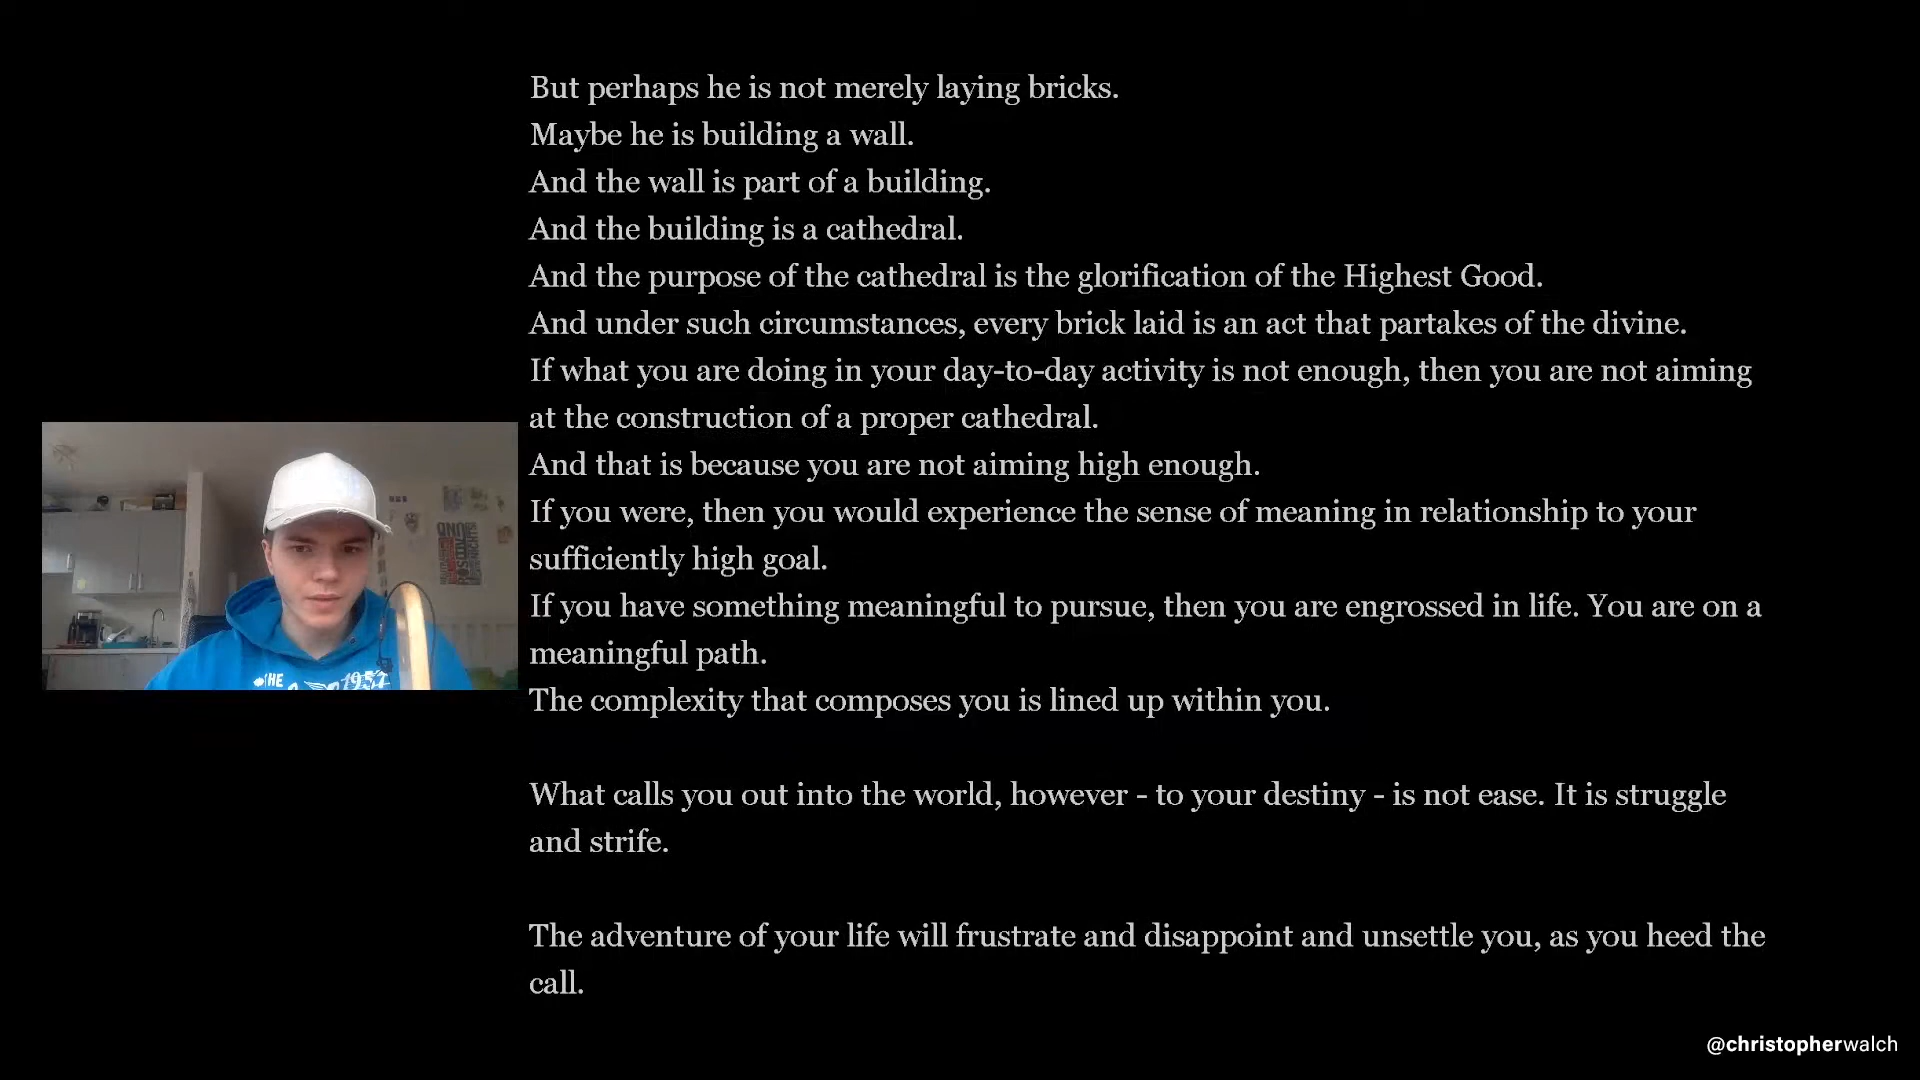 But perhaps he is not merely laying bricks.
Maybe he is building a wall.
And the wall is part of a building.
And the building is a cathedral.
And the purpose of the cathedral is the glorification of the Highest Good.
And under such circumstances, every brick laid is an act that partakes of the divine.
If what you are doing in your day-to-day activity is not enough, then you are not aiming
at the construction of a proper cathedral.
And that is because you are not aiming high enough.
If you were, then you would experience the sense of meaning in relationship to your
sufficiently high goal.
If you have something meaningful to pursue, then you are engrossed in life. You are on a
meaningful path.
The complexity that composes you is lined up within you.
What calls you out into the world, however - to your destiny - is not ease. It is struggle
and strife.
The adventure of your life will frustrate and disappoint and unsettle you, as you heed the
call.
THE
1957
@christopherwalch